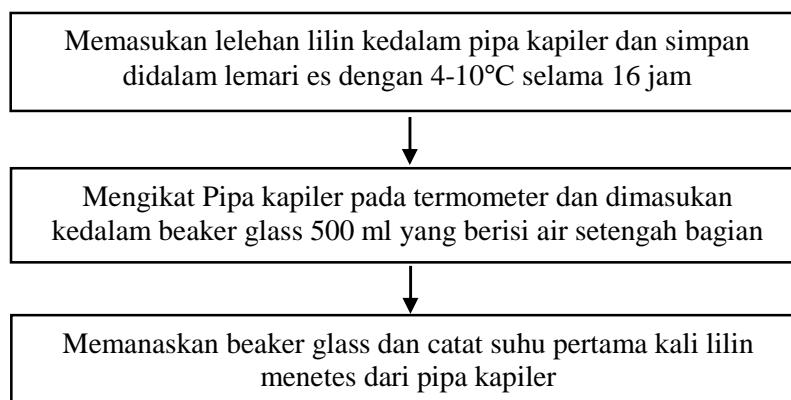 Memasukan lelehan lilin kedalam pipa kapiler dan simpan
didalam lemari es dengan 4-10°C selama 16 jam
Mengikat Pipa kapiler pada termometer dan dimasukan
kedalam beaker glass 500 ml yang berisi air setengah bagian
Memanaskan beaker glass dan catat suhu pertama kali lilin
menetes dari pipa kapiler